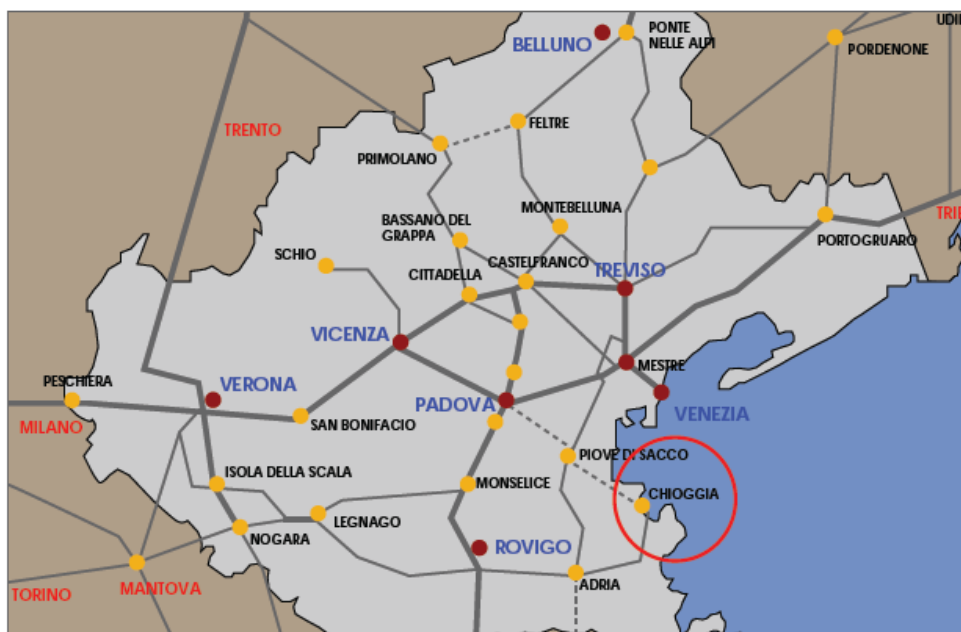 BELLUNO
PONTE
NELLE ALPI
UDI
PORDENONE
TRENTO
FELTRE
PRIMOLANO
BASSANO DEL
GRAPPA
MONTEBELLUNA
TRIE
PORTOGRUARO
SCHIO
CITTADELLA
CASTELFRANCO
TREVISO
VICENZA
MESTRE
PESCHIERA
VERONA
PADOVA
VENEZIA
MILANO
SAN BONIFACIO
PIOVE DI SACCO
ISOLA DELLA SCALA
MONSELICE
CHIOGGIA
LEGNAGO
NOGARA
ROVIGO
TORINO
MANTOVA
ADRIA